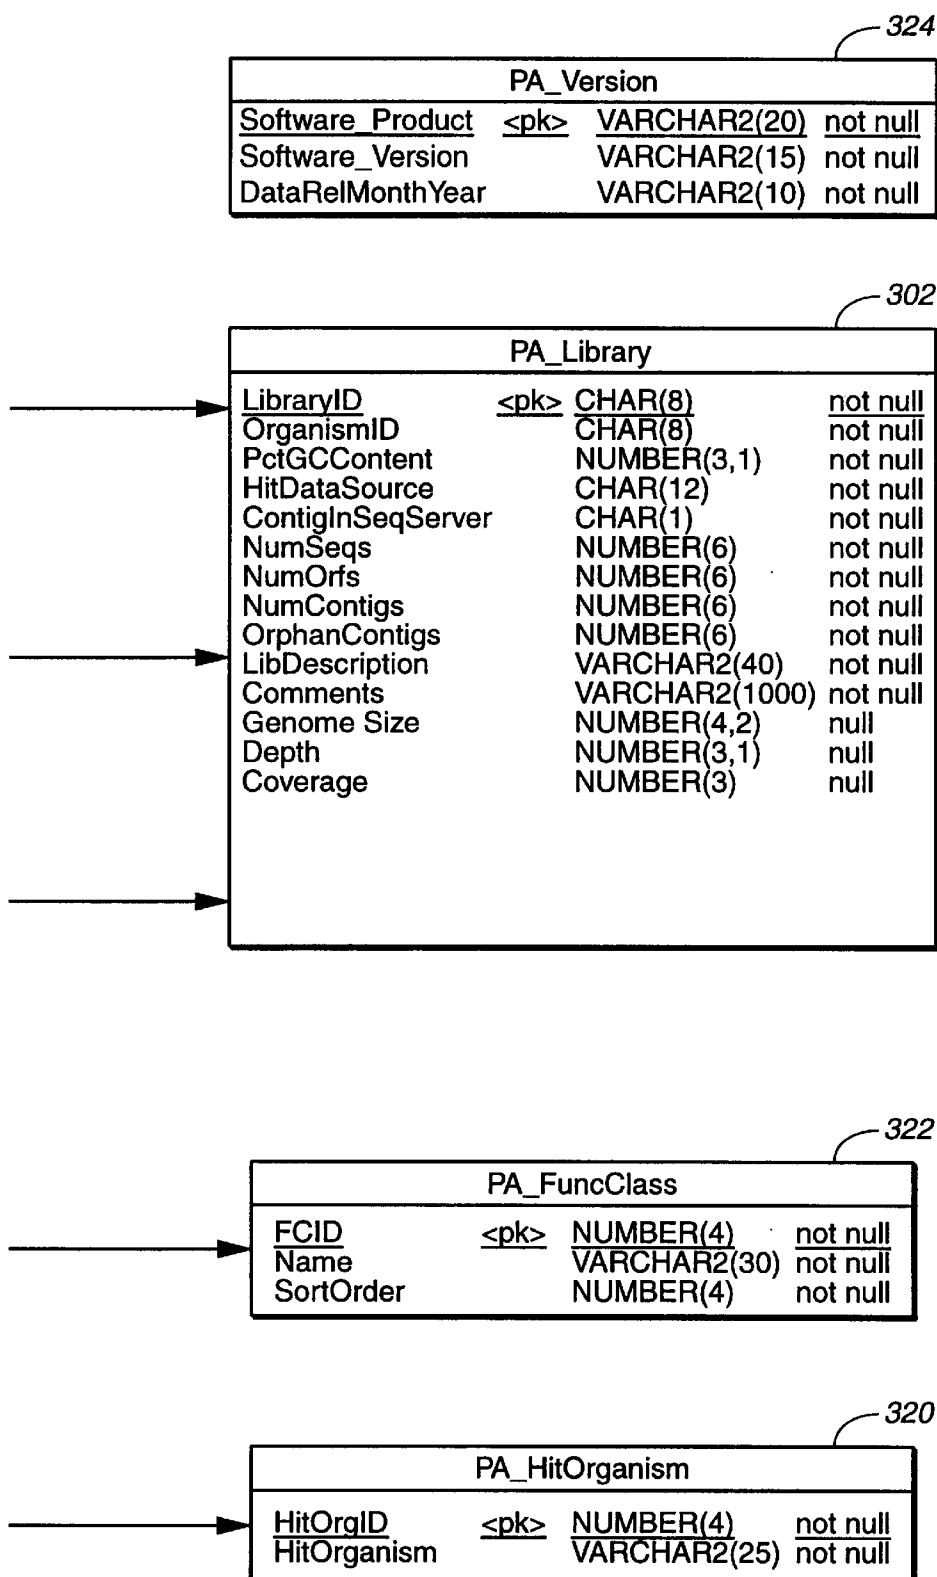 324
PA_Version
Software_Product <pk> VARCHAR2(20) not null
Software_Version VARCHAR2(15) not null
DataRelMonthYear VARCHAR2(10) not null
302
PA_Library
LibraryID <pk> CHAR(8) not null
OrganismID CHAR(8) not null
PctGCContent NUMBER(3,1) not null
HitDataSource CHAR(12) not null
ContigInSeqServer CHAR(1) not null
NumSeqs NUMBER(6) not null
NumOrfs NUMBER(6) not null
NumContigs NUMBER(6) not null
OrphanContigs NUMBER(6) not null
LibDescription VARCHAR2(40) not null
Comments VARCHAR2(1000) not null
Genome Size NUMBER(4,2) null
Depth NUMBER(3,1) null
Coverage NUMBER(3) null
322
PA_FuncClass
FCID <pk> NUMBER(4) not null
Name VARCHAR2(30) not null
SortOrder NUMBER(4) not null
320
PA_HitOrganism
HitOrgID <pk> NUMBER(4) not null
HitOrganism VARCHAR2(25) not null